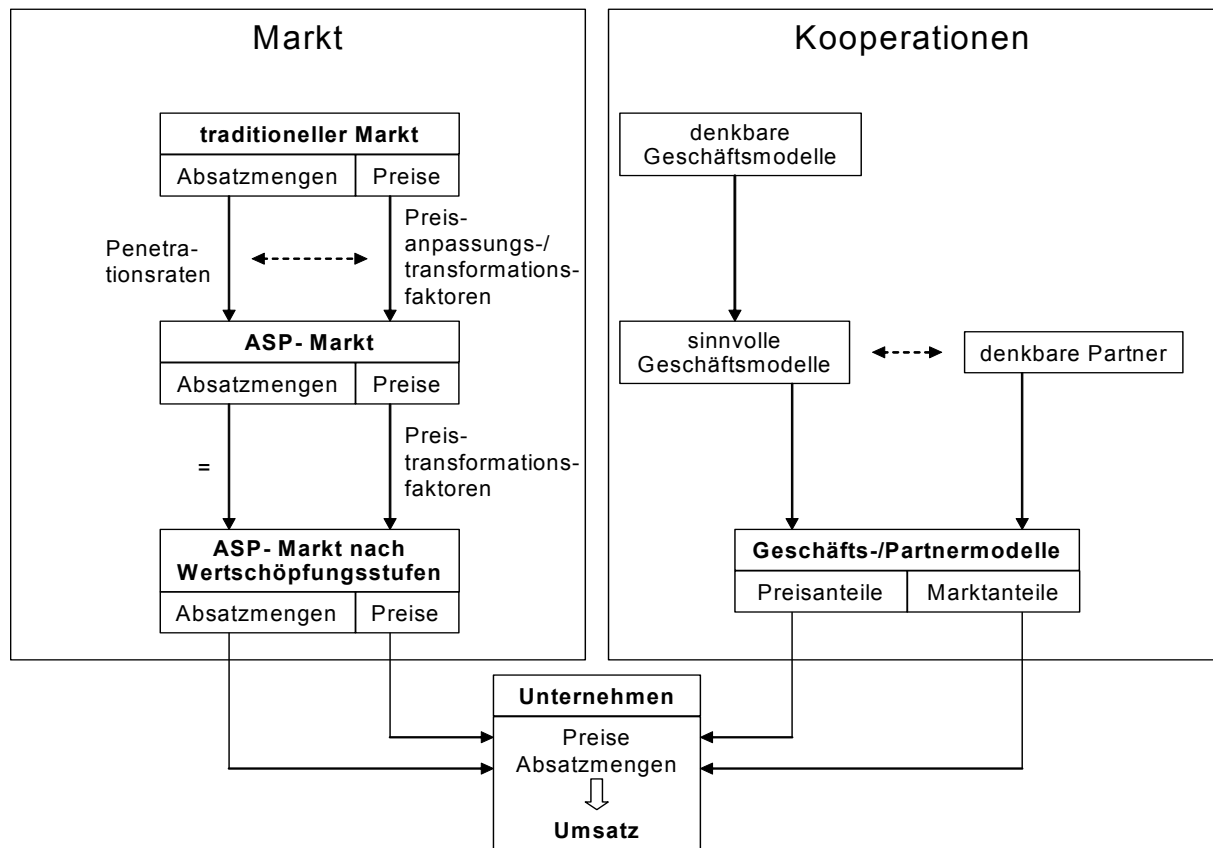 Markt
traditioneller Markt
Absatzmengen
Preise
Penetra-
tionsraten
Preis-
anpassungs-/
transformations-
faktoren
ASP- Markt
Absatzmengen
Preise
=
Preis-
transformations-
faktoren
ASP- Markt nach
Wertschöpfungsstufen
Absatzmengen
Preise
Kooperationen
denkbare
Geschäftsmodelle
sinnvolle
Geschäftsmodelle
denkbare Partner
Geschäfts-/Partnermodelle
Preisanteile
Marktanteile
Unternehmen
Preise
Absatzmengen
Umsatz